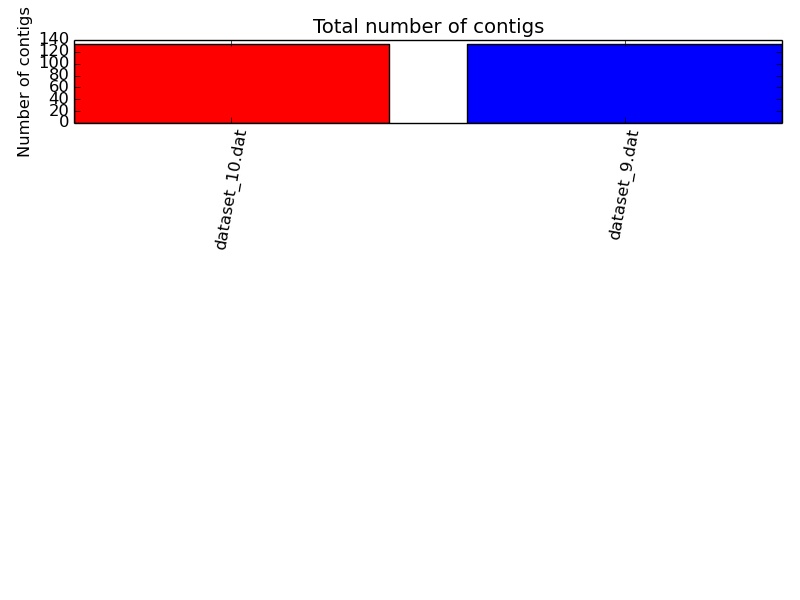 Total number of contigs
Number of contigs
140
120
100
80
60
40
20
0
dataset_10.dat
dataset_9.dat